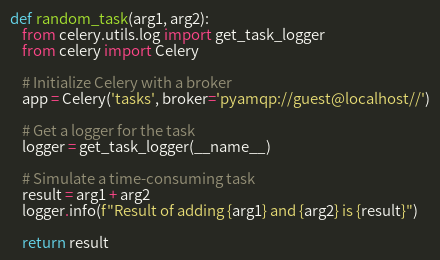 def random_task(arg1, arg2):
    from celery.utils.log import get_task_logger
    from celery import Celery

    # Initialize Celery with a broker
    app = Celery('tasks', broker='pyamqp://guest@localhost//')

    # Get a logger for the task
    logger = get_task_logger(__name__)

    # Simulate a time-consuming task
    result = arg1 + arg2
    logger.info(f"Result of adding {arg1} and {arg2} is {result}")

    return result